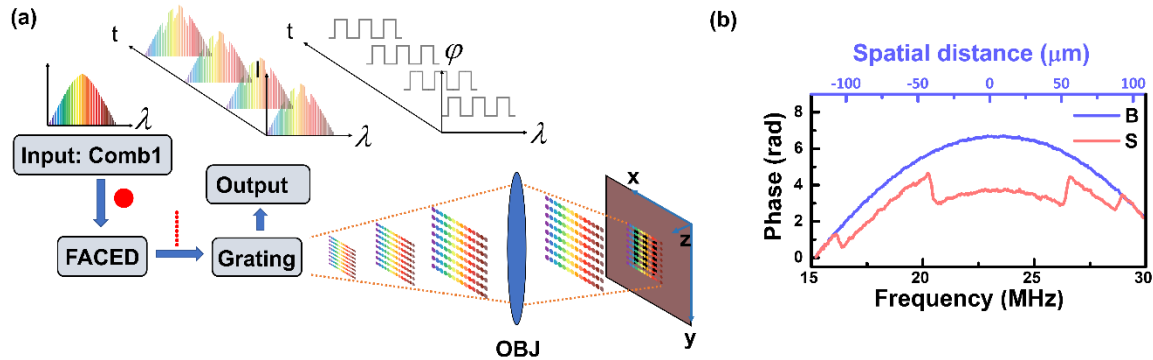 (a)
t
I
λ
t
φ
λ
λ
Input: Comb1
Output
FACED
Grating
OBJ
x
z
y
(b)
Spatial distance (μm)
-100 -50 0 50 100
B
S
Phase (rad)
8
6
4
2
0
15 20 25 30
Frequency (MHz)